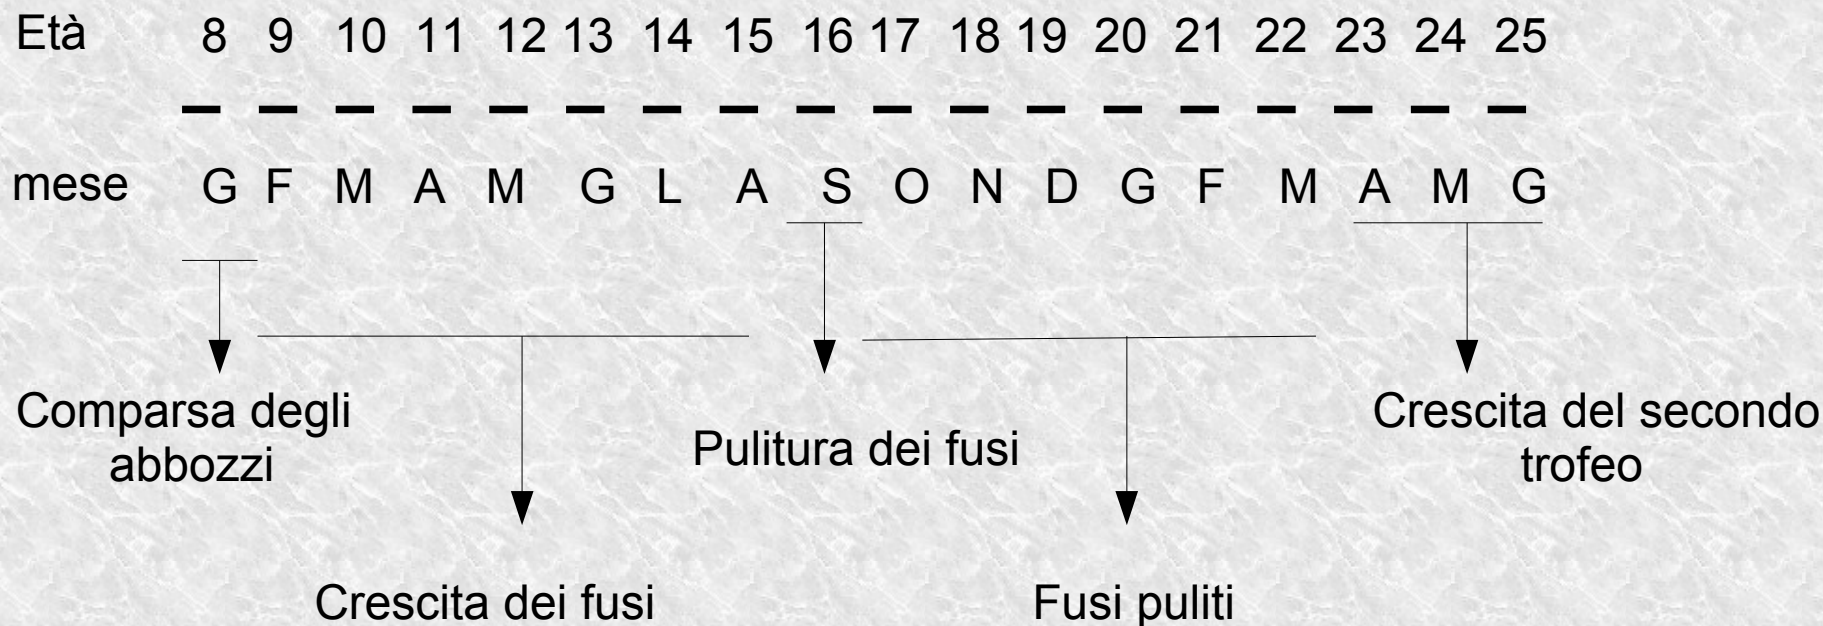 Età 8 9 10 11 12 13 14 15 16 17 18 19 20 21 22 23 24 25
mese G F M A M G L A S O N D G F M A M G
Comparsa degli
abbozzi
Pulitura dei fusi
Crescita del secondo
trofeo
Crescita dei fusi
Fusi puliti